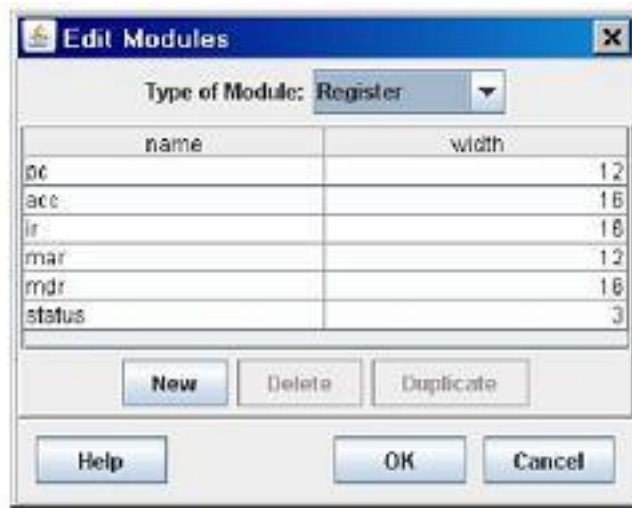 Edit Modules
Type of Module: Register
name width
pc 12
acc 16
ir 16
mar 12
mdr 16
status 3
New Delete Duplicate
Help OK Cancel